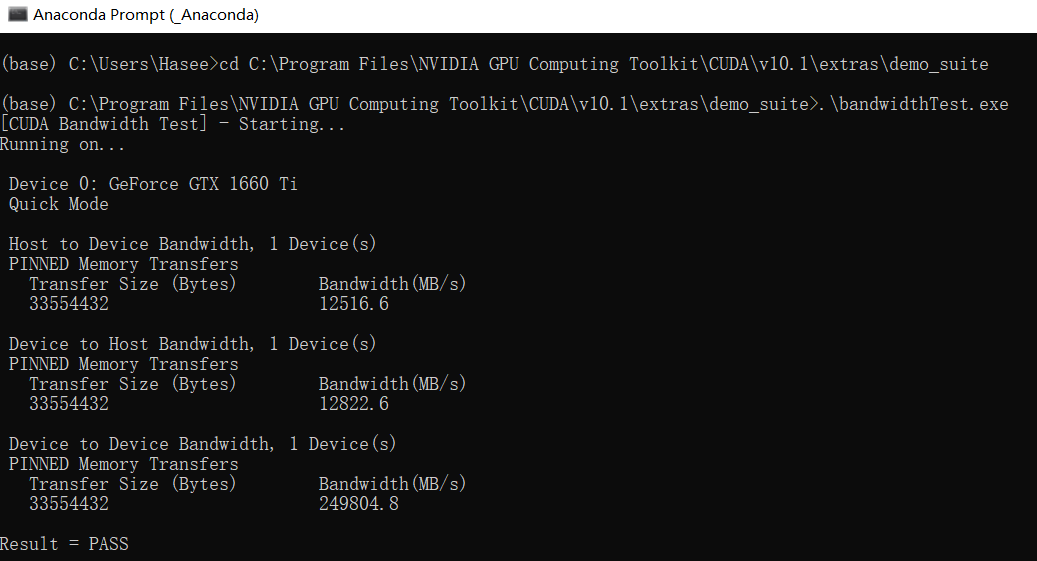 Anaconda Prompt (_Anaconda)
(base) C:\Users\Hasee>cd C:\Program Files\NVIDIA GPU Computing Toolkit\CUDA\v10.1\extras\demo_suite
(base) C:\Program Files\NVIDIA GPU Computing Toolkit\CUDA\v10.1\extras\demo_suite>.\bandwidthTest.exe
[CUDA Bandwidth Test] - Starting...
Running on...
Device 0: GeForce GTX 1660 Ti
Quick Mode
Host to Device Bandwidth, 1 Device(s)
PINNED Memory Transfers
Transfer Size (Bytes) Bandwidth(MB/s)
33554432 12516.6
Device to Host Bandwidth, 1 Device(s)
PINNED Memory Transfers
Transfer Size (Bytes) Bandwidth(MB/s)
33554432 12822.6
Device to Device Bandwidth, 1 Device(s)
PINNED Memory Transfers
Transfer Size (Bytes) Bandwidth(MB/s)
33554432 249804.8
Result = PASS